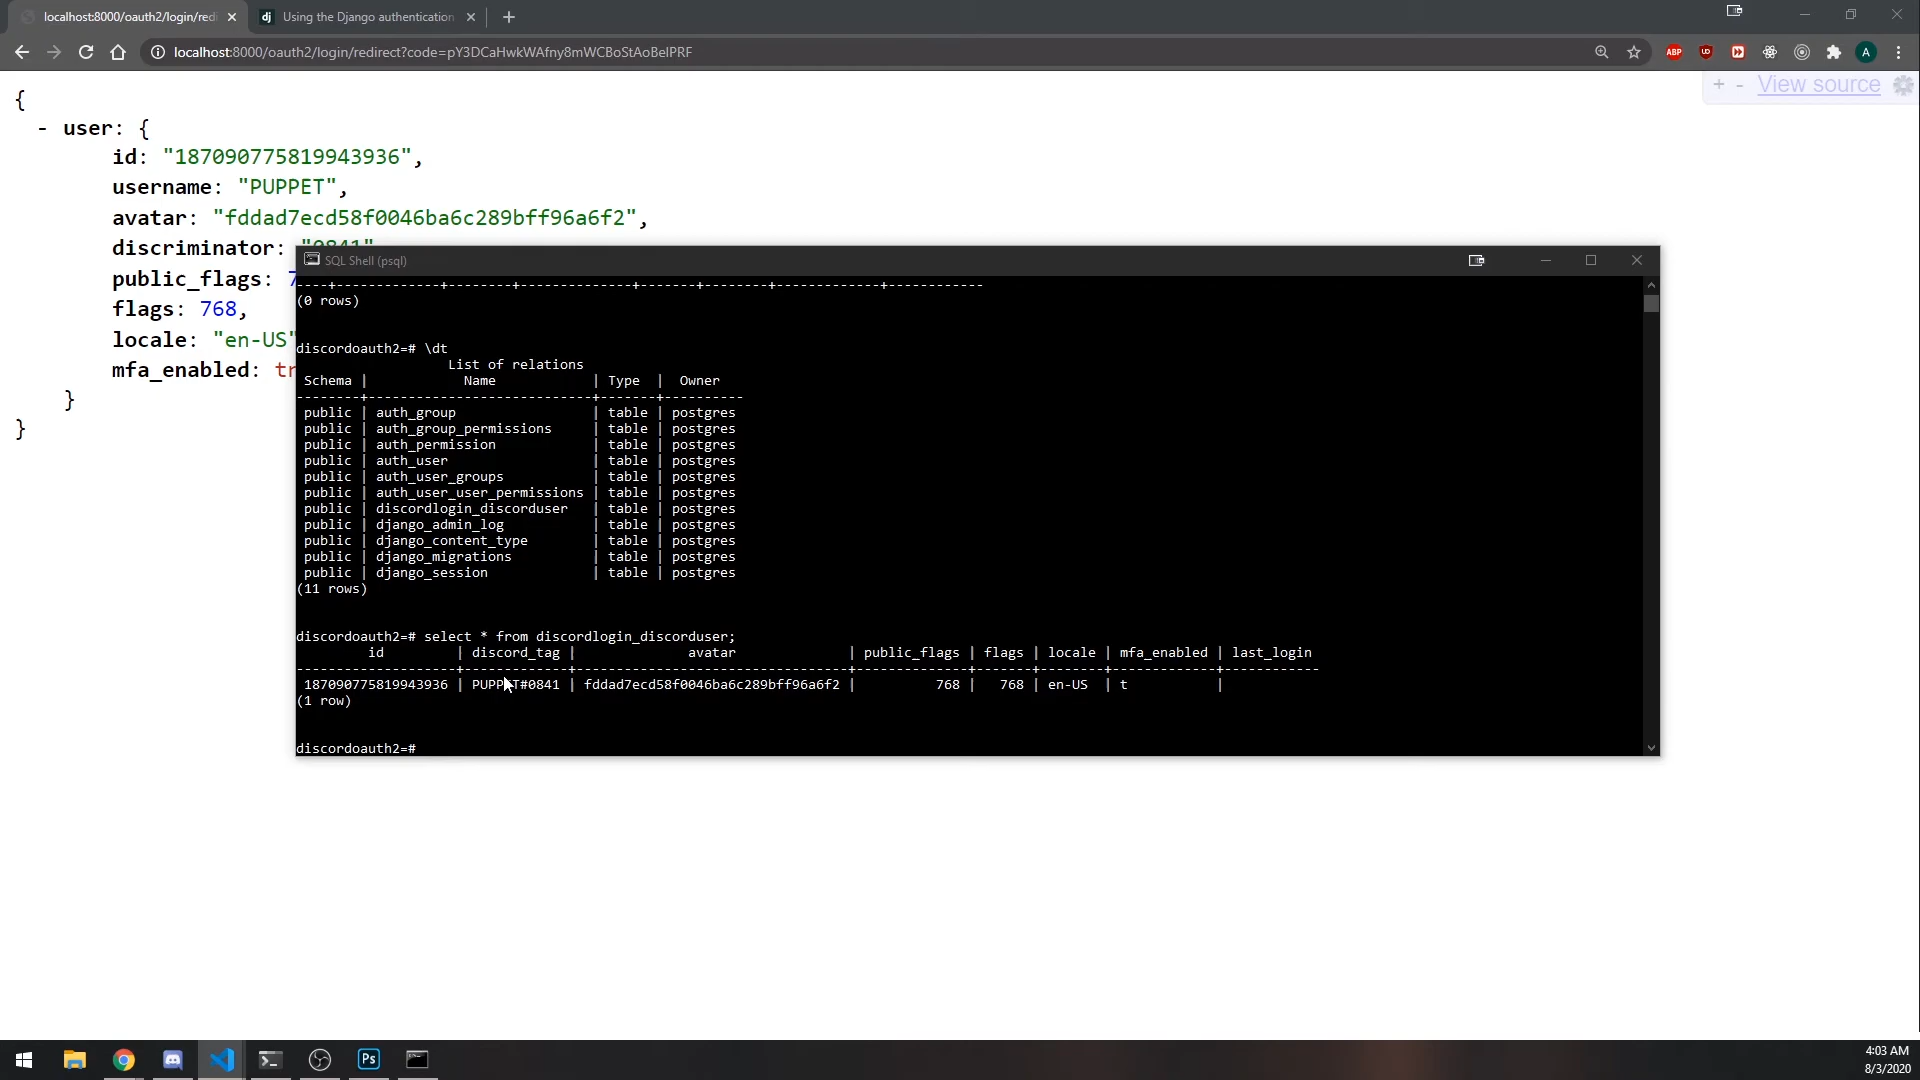 localhost:8000/oauth2/login/redi
Using the Django authentication
localhost:8000/oauth2/login/redirect?code=pY3DCaHwkWAfny8mWCBoStAoBelPRF
ABP
A
+ - View source
{
- user: {
id: "187090775819943936",
username: "PUPPET",
avatar: "fddad7ecd58f0046ba6c289bff96a6f2",
discriminator: "0841"
public_flags: 7
flags: 768,
locale: "en-US"
mfa_enabled: tr
}
}
SQL Shell (psql)
----+-------------+--------+--------------+-------+--------+-------------+------------
(0 rows)
discordoauth2=# \dt
List of relations
Schema | Name | Type | Owner
--------+----------------------------+-------+----------
public | auth_group | table | postgres
public | auth_group_permissions | table | postgres
public | auth_permission | table | postgres
public | auth_user | table | postgres
public | auth_user_groups | table | postgres
public | auth_user_user_permissions | table | postgres
public | discordlogin_discorduser | table | postgres
public | django_admin_log | table | postgres
public | django_content_type | table | postgres
public | django_migrations | table | postgres
public | django_session | table | postgres
(11 rows)
discordoauth2=# select * from discordlogin_discorduser;
id | discord_tag | avatar | public_flags | flags | locale | mfa_enabled | last_login
--------------------+-------------+----------------------------------+--------------+-------+--------+-------------+------------
187090775819943936 | PUPPET#0841 | fddad7ecd58f0046ba6c289bff96a6f2 | 768 | 768 | en-US | t |
(1 row)
discordoauth2=#
Ps
4:03 AM
8/3/2020